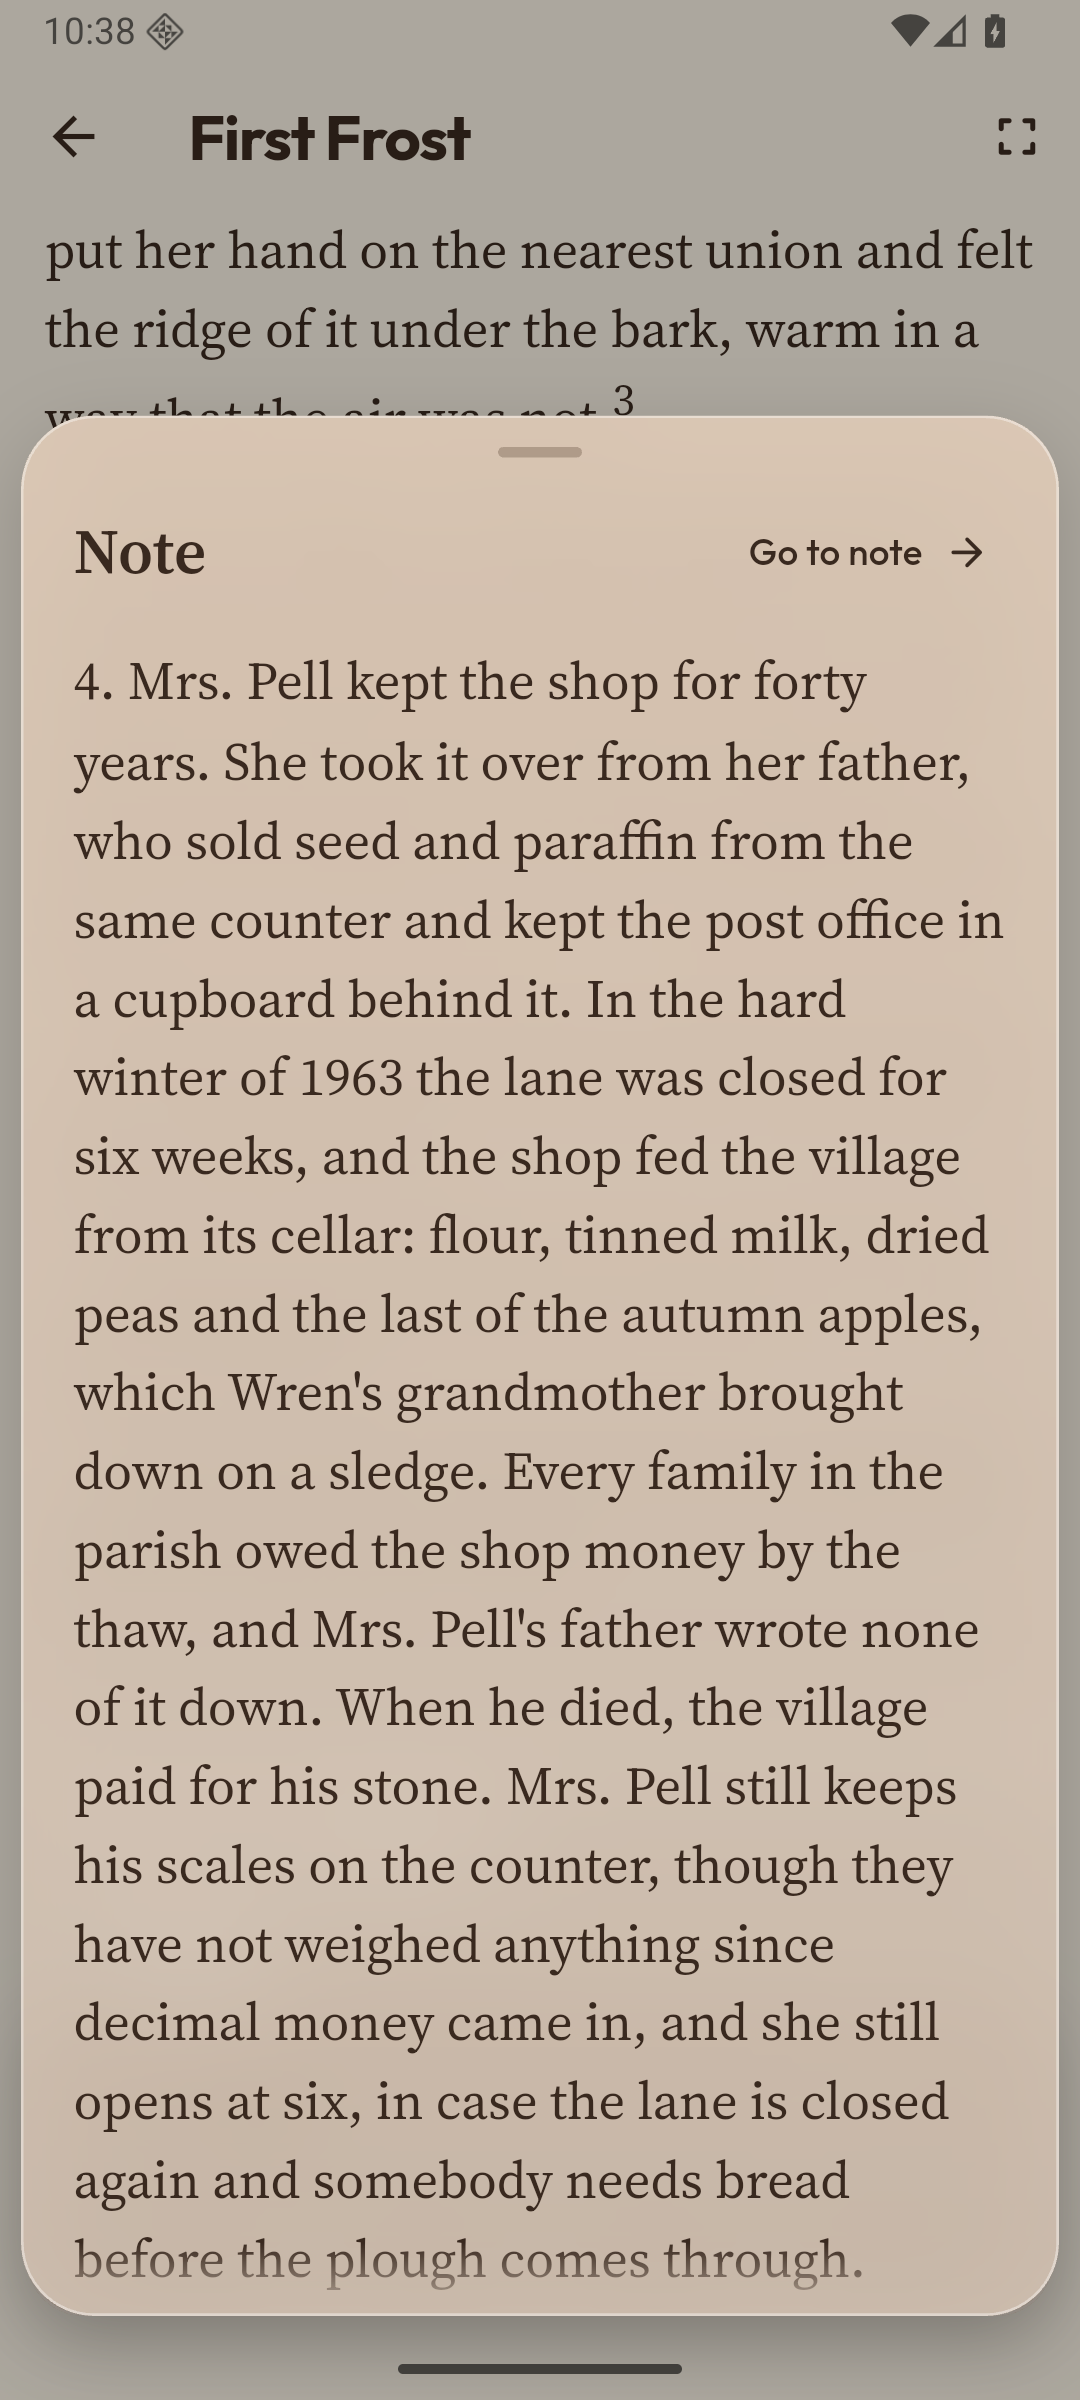 10:38
First Frost
put her hand on the nearest union and felt
the ridge of it under the bark, warm in a
way that the air was not.3
Note
Go to note
4. Mrs. Pell kept the shop for forty
years. She took it over from her father,
who sold seed and paraffin from the
same counter and kept the post office in
a cupboard behind it. In the hard
winter of 1963 the lane was closed for
six weeks, and the shop fed the village
from its cellar: flour, tinned milk, dried
peas and the last of the autumn apples,
which Wren's grandmother brought
down on a sledge. Every family in the
parish owed the shop money by the
thaw, and Mrs. Pell's father wrote none
of it down. When he died, the village
paid for his stone. Mrs. Pell still keeps
his scales on the counter, though they
have not weighed anything since
decimal money came in, and she still
opens at six, in case the lane is closed
again and somebody needs bread
before the plough comes through.